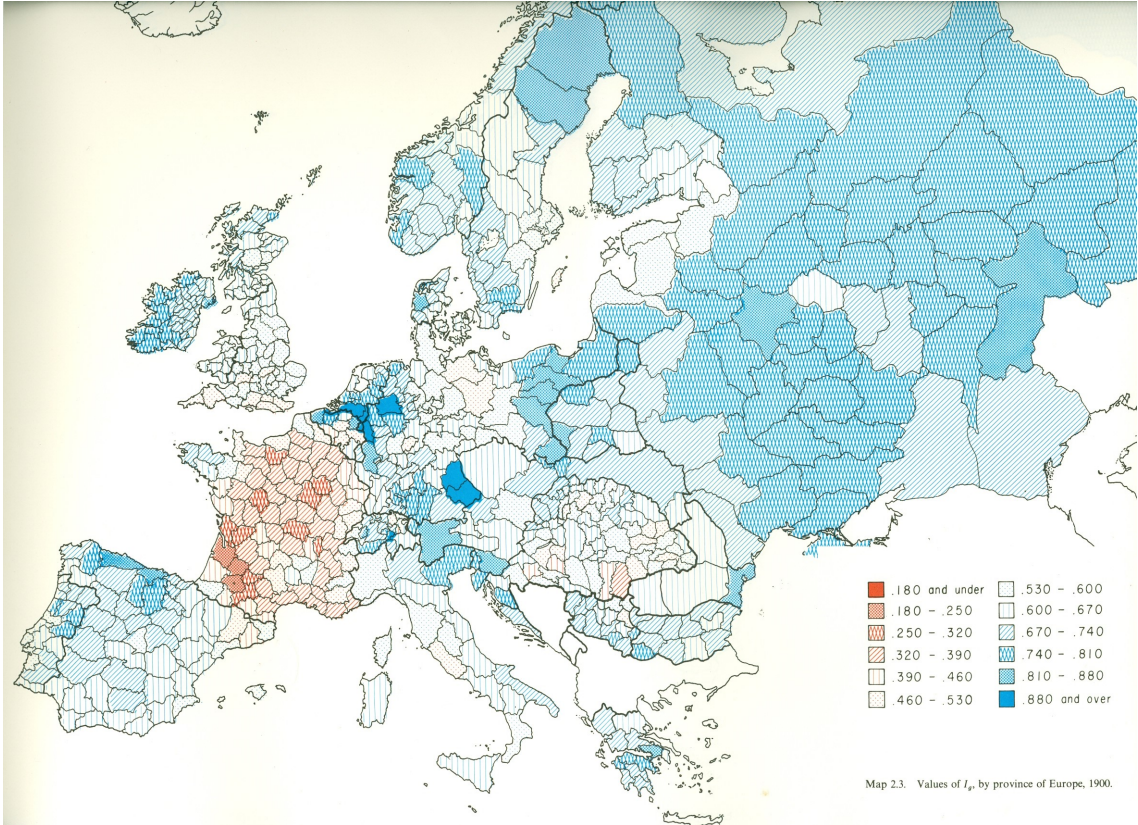 .180 and under
.180 - .250
.250 - .320
.320 - .390
.390 - .460
.460 - .530
.530 - .600
.600 - .670
.670 - .740
.740 - .810
.810 - .880
.880 and over
Map 2.3. Values of I_g, by province of Europe, 1900.